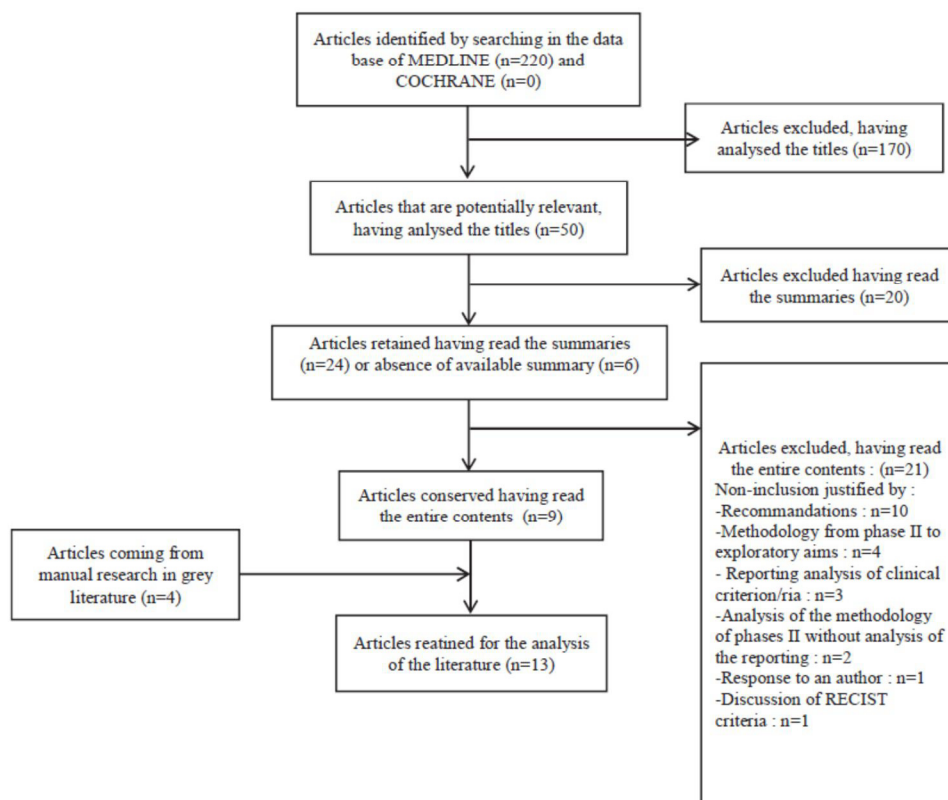 Articles identified by searching in the data
base of MEDLINE (n=220) and
COCHRANE (n=0)
Articles excluded, having
analysed the titles (n=170)
Articles that are potentially relevant,
having anlysed the titles (n=50)
Articles excluded having read
the summaries (n=20)
Articles retained having read the summaries
(n=24) or absence of available summary (n=6)
Articles excluded, having read
the entire contents : (n=21)
Non-inclusion justified by :
-Recommandations : n=10
-Methodology from phase II to
exploratory aims : n=4
- Reporting analysis of clinical
criterion/ria : n=3
-Analysis of the methodology
of phases II without analysis of
the reporting : n=2
-Response to an author : n=1
-Discussion of RECIST
criteria : n=1
Articles conserved having read
the entire contents (n=9)
Articles coming from
manual research in grey
literature (n=4)
Articles reatined for the analysis
of the literature (n=13)